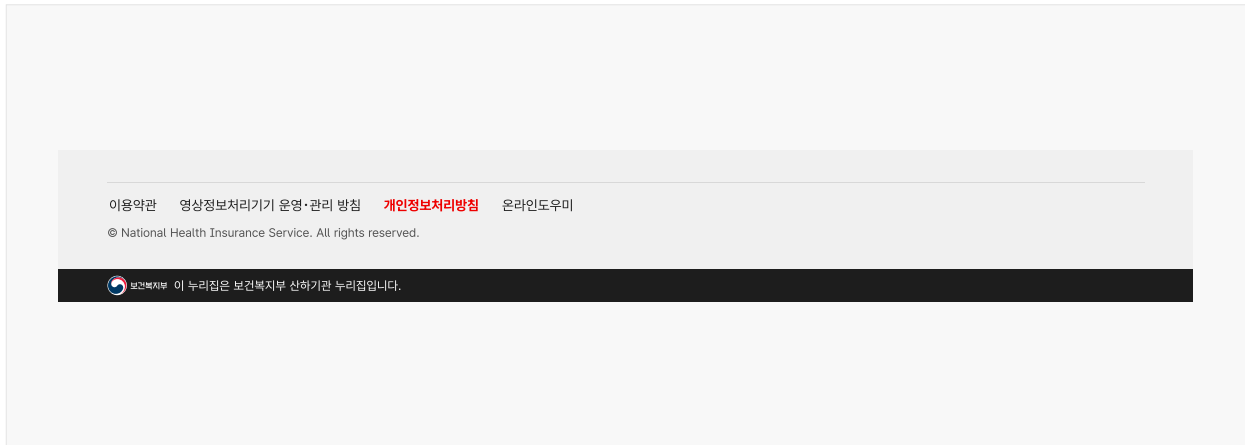 이용약관 영상정보처리기기 운영·관리 방침 개인정보처리방침 온라인도우미
© National Health Insurance Service. All rights reserved.
보건복지부 이 누리집은 보건복지부 산하기관 누리집입니다.